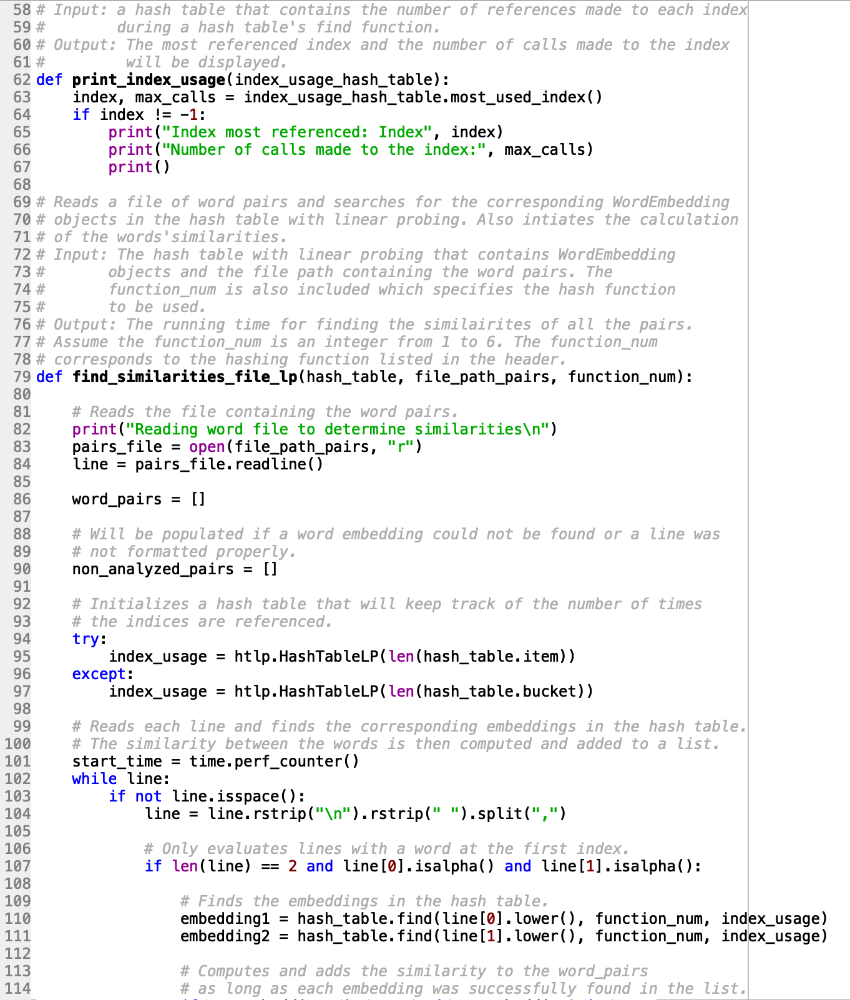 58 # Input: a hash table that contains the number of references made to each index
59 #        during a hash table's find function.
60 # Output: The most referenced index and the number of calls made to the index
61 #         will be displayed.
62 def print_index_usage(index_usage_hash_table):
63     index, max_calls = index_usage_hash_table.most_used_index()
64     if index != -1:
65         print("Index most referenced: Index", index)
66         print("Number of calls made to the index:", max_calls)
67         print()
68
69 # Reads a file of word pairs and searches for the corresponding WordEmbedding
70 # objects in the hash table with linear probing. Also intiates the calculation
71 # of the words'similarities.
72 # Input: The hash table with linear probing that contains WordEmbedding
73 #       objects and the file path containing the word pairs. The
74 #       function_num is also included which specifies the hash function
75 #       to be used.
76 # Output: The running time for finding the similairites of all the pairs.
77 # Assume the function_num is an integer from 1 to 6. The function_num
78 # corresponds to the hashing function listed in the header.
79 def find_similarities_file_lp(hash_table, file_path_pairs, function_num):
80
81     # Reads the file containing the word pairs.
82     print("Reading word file to determine similarities\n")
83     pairs_file = open(file_path_pairs, "r")
84     line = pairs_file.readline()
85
86     word_pairs = []
87
88     # Will be populated if a word embedding could not be found or a line was
89     # not formatted properly.
90     non_analyzed_pairs = []
91
92     # Initializes a hash table that will keep track of the number of times
93     # the indices are referenced.
94     try:
95         index_usage = htlp.HashTableLP(len(hash_table.item))
96     except:
97         index_usage = htlp.HashTableLP(len(hash_table.bucket))
98
99     # Reads each line and finds the corresponding embeddings in the hash table.
100     # The similarity between the words is then computed and added to a list.
101     start_time = time.perf_counter()
102     while line:
103         if not line.isspace():
104             line = line.rstrip("\n").rstrip(" ").split(",")
105
106             # Only evaluates lines with a word at the first index.
107             if len(line) == 2 and line[0].isalpha() and line[1].isalpha():
108
109                 # Finds the embeddings in the hash table.
110                 embedding1 = hash_table.find(line[0].lower(), function_num, index_usage)
111                 embedding2 = hash_table.find(line[1].lower(), function_num, index_usage)
112
113                 # Computes and adds the similarity to the word_pairs
114                 # as long as each embedding was successfully found in the list.